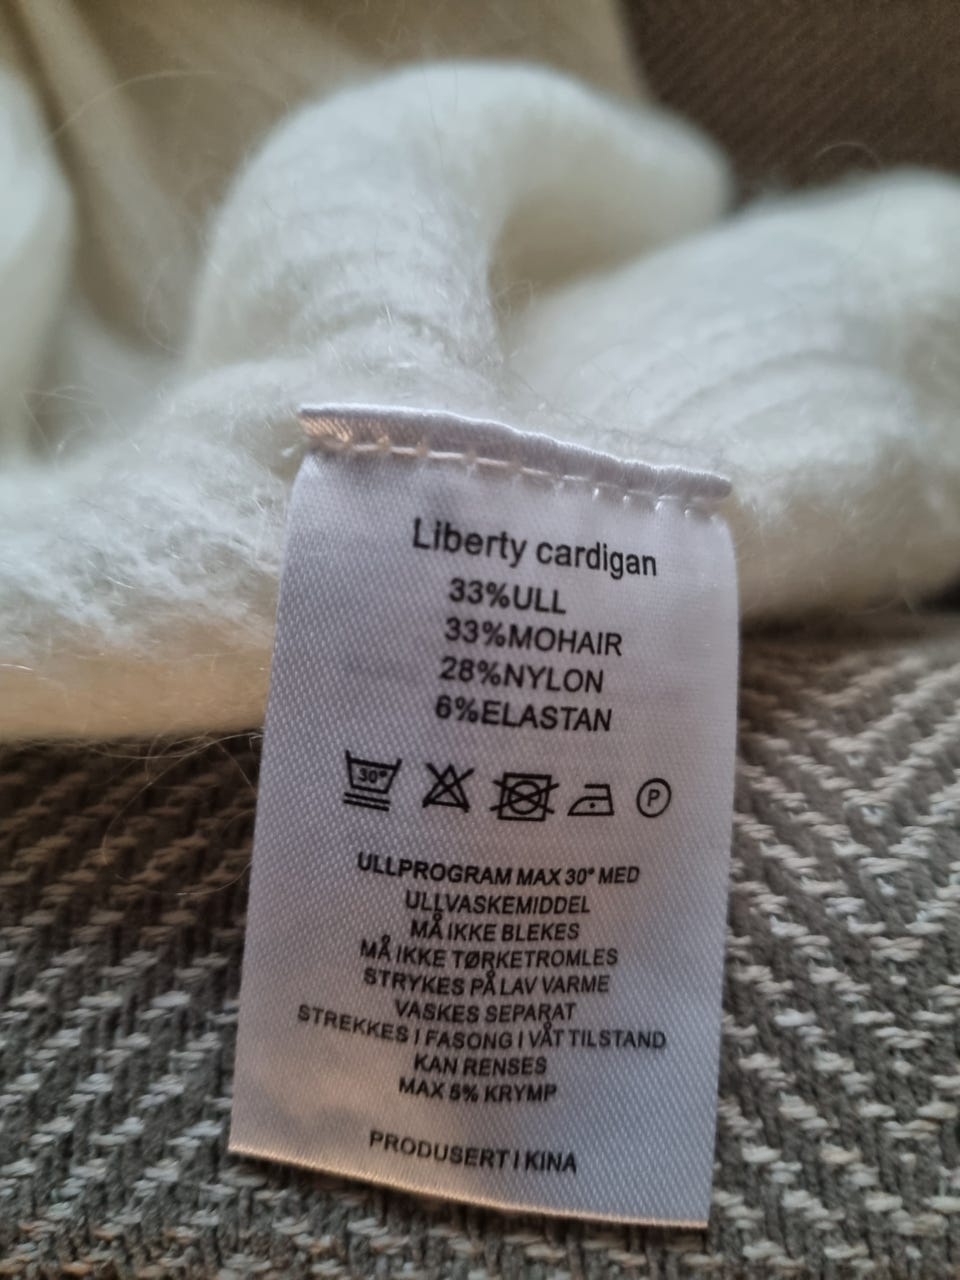 Liberty cardigan
33%ULL
33%MOHAIR
28%NYLON
6%ELASTAN
30° P
ULLPROGRAM MAX 30° MED
ULLVASKEMIDDEL
MÅ IKKE BLEKES
MÅ IKKE TØRKETROMLES
STRYKES PÅ LAV VARME
VASKES SEPARAT
STREKKES I FASONG I VÅT TILSTAND
KAN RENSES
MAX 5% KRYMP
PRODUSERT I KINA